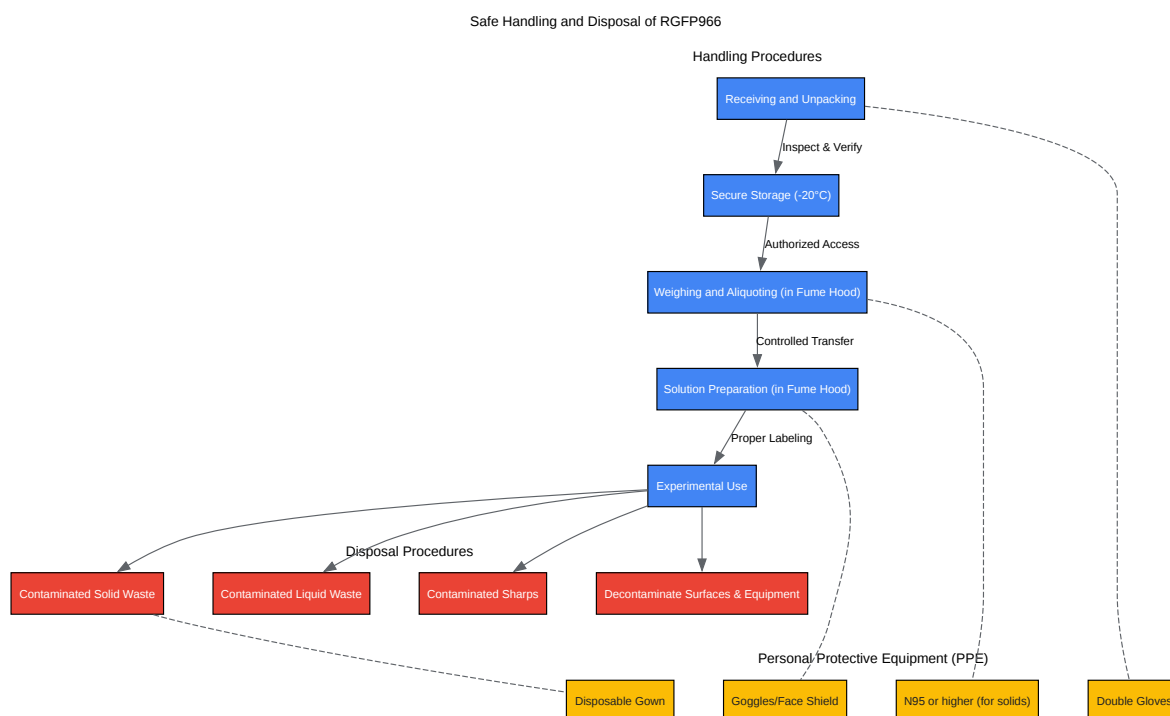 Safe Handling and Disposal of RGFP966
Handling Procedures
Receiving and Unpacking
Inspect & Verify
Secure Storage (-20°C)
Authorized Access
Weighing and Aliquoting (in Fume Hood)
Controlled Transfer
Solution Preparation (in Fume Hood)
Proper Labeling
Experimental Use
Disposal Procedures
Contaminated Solid Waste
Contaminated Liquid Waste
Contaminated Sharps
Decontaminate Surfaces & Equipment
Personal Protective Equipment (PPE)
Disposable Gown
Goggles/Face Shield
N95 or higher (for solids)
Double Gloves